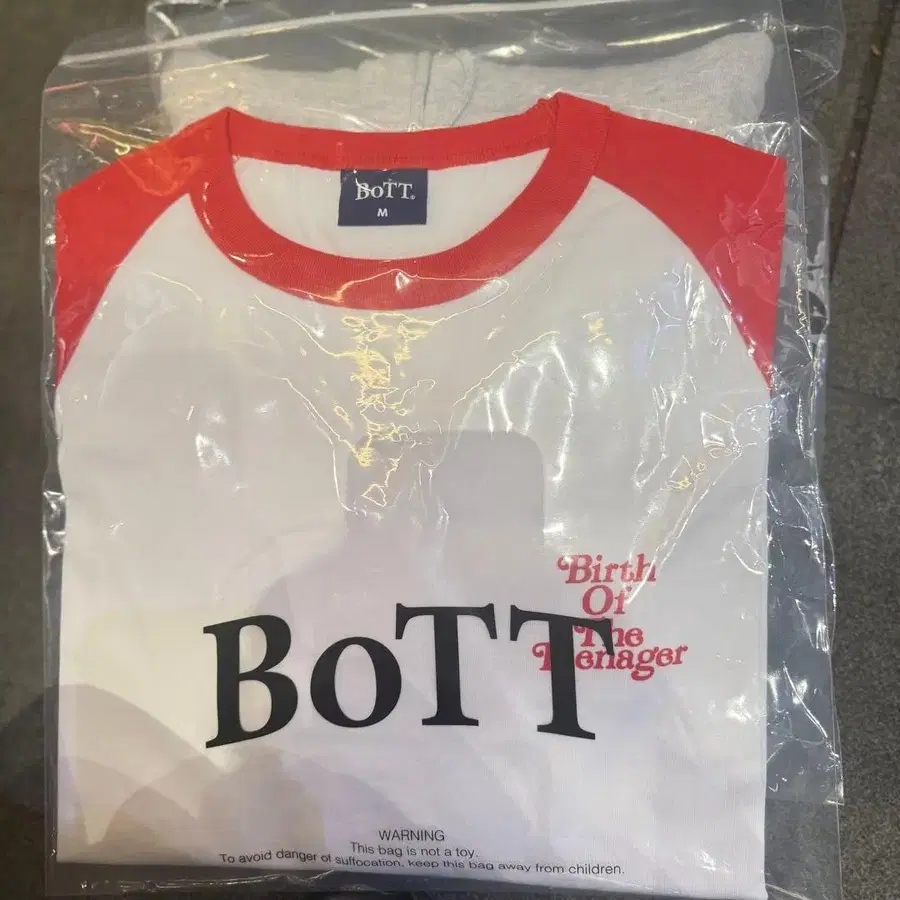 BoTT.
M
Birth
Of
The
Teenager
BoTT
WARNING
This bag is not a toy.
To avoid danger of suffocation, keep this bag away from children.